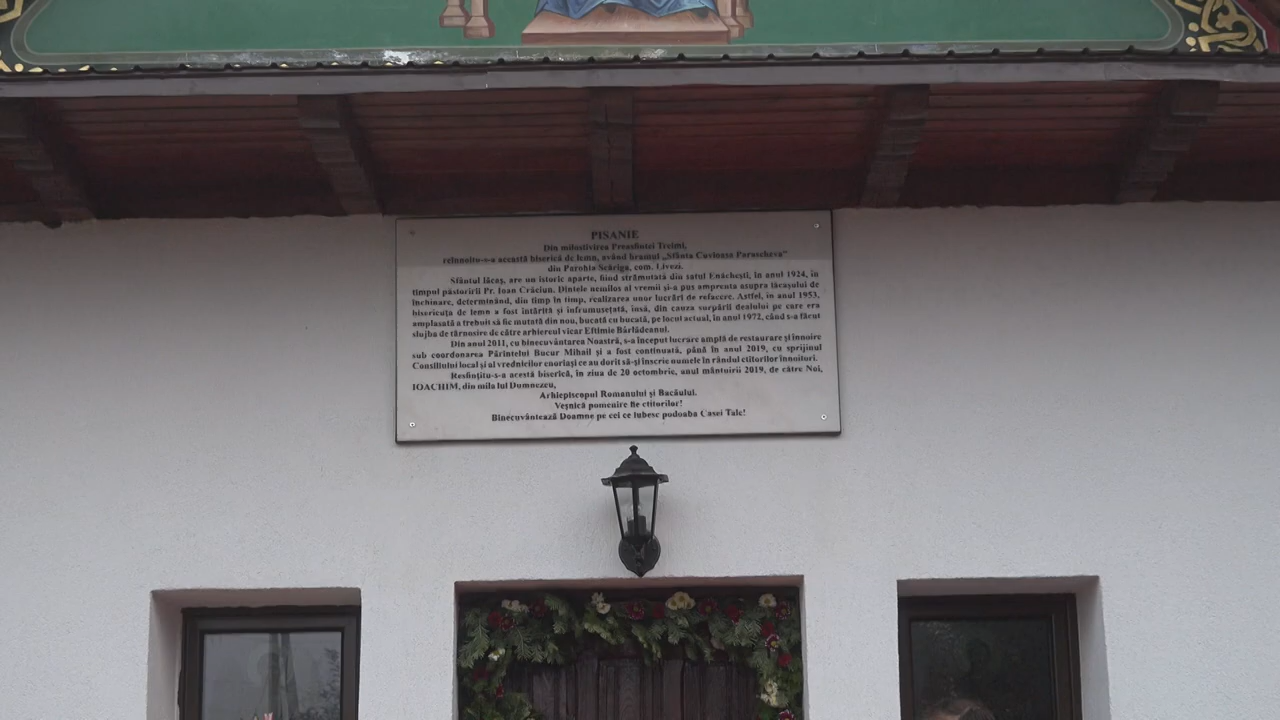 PISANIE
Din milostivirea Preasfintei Treimi,
reînnoitu-s-a această biserică de lemn, având hramul „Sfânta Cuvioasa Parascheva”
din Parohia Scăriga, com. Livezi.
Sfântul lăcaș, are un istoric aparte, fiind strămutată din satul Enăchești, în anul 1924, în
timpul păstoririi Pr. Ioan Crăciun. Dintele nemilos al vremii și-a pus amprenta asupra lăcașului de
închinare, determinând, din timp în timp, realizarea unor lucrări de refacere. Astfel, în anul 1953,
bisericuța de lemn a fost întărită și înfrumusețată, însă, din cauza surpării dealului pe care era
amplasată a trebuit să fie mutată din nou, bucată cu bucată, pe locul actual, în anul 1972, când s-a făcut
slujba de târnosire de către arhiereul vicar Eftimie Bârlădeanul.
Din anul 2011, cu binecuvântarea Noastră, s-a început lucrare amplă de restaurare și înnoire
sub coordonarea Părintelui Bucur Mihail și a fost continuată, până în anul 2019, cu sprijinul
Consiliului local și al vrednicilor enoriași ce au dorit să-și înscrie numele în rândul ctitorilor înnoitori.
Resfințitu-s-a acestă biserică, în ziua de 20 octombrie, anul mântuirii 2019, de către Noi,
IOACHIM, din mila lui Dumnezeu,
Arhiepiscopul Romanului și Bacăului.
Veșnică pomenire fie ctitorilor!
Binecuvântează Doamne pe cei ce iubesc podoaba Casei Tale!